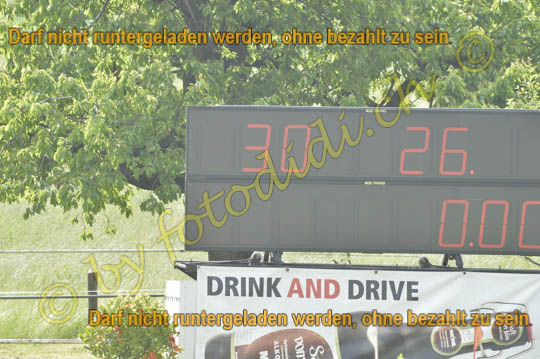 Darf nicht runtergeladen werden, ohne bezahlt zu sein
©
30 26.
0.00
© by fotodidi.ch
DRINK AND DRIVE
Darf nicht runtergeladen werden, ohne bezahlt zu sein